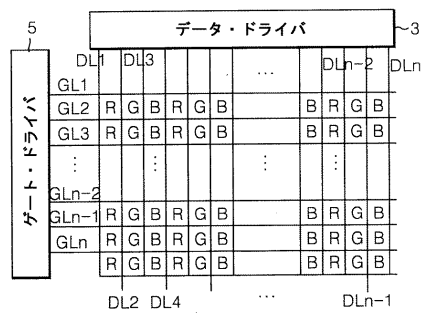 データ・ドライバ 3
5
DL1 DL3 DLn-2 DLn
ゲート・ドライバ
GL1 ...
GL2 R G B R G B B R G B
GL3 R G B R G B B R G B
⋮ ⋮ ⋮ ⋮ ⋮
GLn-2
GLn-1 R G B R G B B R G B
GLn R G B R G B B R G B
R G B R G B B R G B
DL2 DL4 ... DLn-1